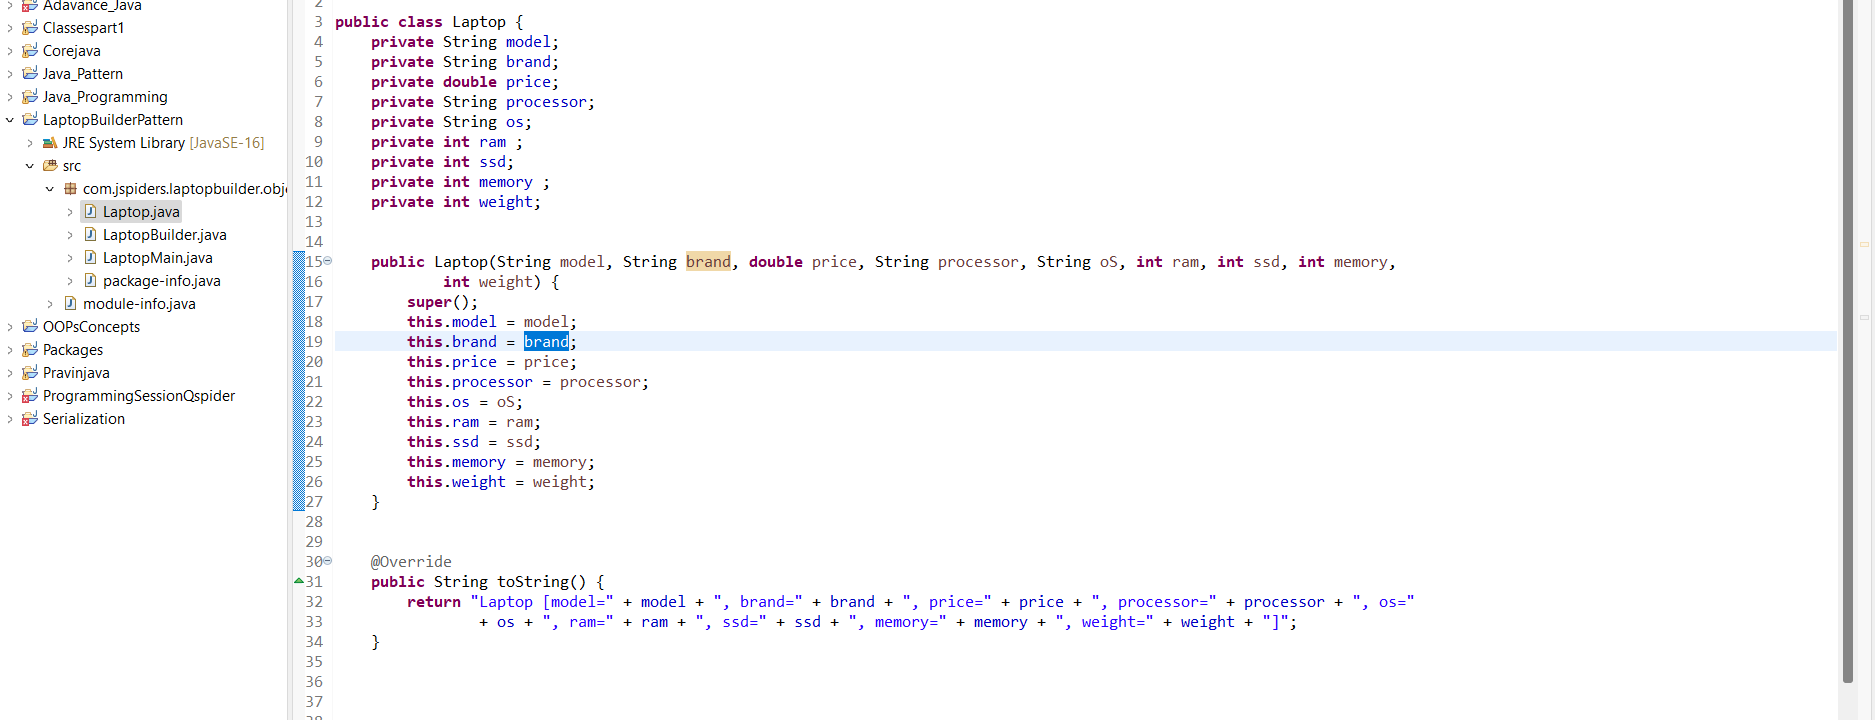 Adavance_Java
Classespart1
Corejava
Java_Pattern
Java_Programming
LaptopBuilderPattern
JRE System Library [JavaSE-16]
src
com.jspiders.laptopbuilder.obje
Laptop.java
LaptopBuilder.java
LaptopMain.java
package-info.java
module-info.java
OOPsConcepts
Packages
Pravinjava
ProgrammingSessionQspider
Serialization
2
3 public class Laptop {
4 private String model;
5 private String brand;
6 private double price;
7 private String processor;
8 private String os;
9 private int ram ;
10 private int ssd;
11 private int memory ;
12 private int weight;
13
14
15 public Laptop(String model, String brand, double price, String processor, String oS, int ram, int ssd, int memory,
16 int weight) {
17 super();
18 this.model = model;
19 this.brand = brand;
20 this.price = price;
21 this.processor = processor;
22 this.os = oS;
23 this.ram = ram;
24 this.ssd = ssd;
25 this.memory = memory;
26 this.weight = weight;
27 }
28
29
30 @Override
31 public String toString() {
32 return "Laptop [model=" + model + ", brand=" + brand + ", price=" + price + ", processor=" + processor + ", os="
33 + os + ", ram=" + ram + ", ssd=" + ssd + ", memory=" + memory + ", weight=" + weight + "]";
34 }
35
36
37
38